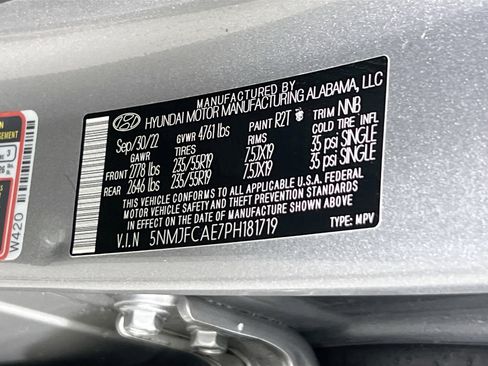 MANUFACTURED BY
HYUNDAI MOTOR MANUFACTURING ALABAMA, LLC
Sep/30/22 GVWR 4761 lbs PAINT R2T TRIM NNB
GAWR TIRES RIMS COLD TIRE INFL
FRONT 2778 lbs 235/55R19 7.5JX19 35 psi SINGLE
REAR 2646 lbs 235/55R19 7.5JX19 35 psi SINGLE
THIS VEHICLE CONFORMS TO ALL APPLICABLE U.S.A. FEDERAL
MOTOR VEHICLE SAFETY AND THEFT PREVENTION STANDARDS
IN EFFECT ON THE DATE OF MANUFACTURE SHOWN ABOVE.
V.I.N 5NMJFCAE7PH181719 TYPE: MPV
W420